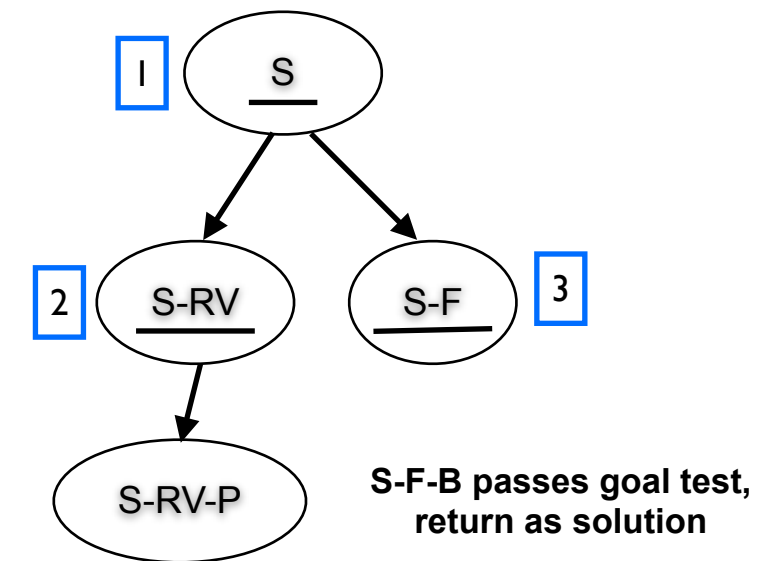 1
S
2
S-RV
S-F
3
S-RV-P
S-F-B passes goal test,
return as solution